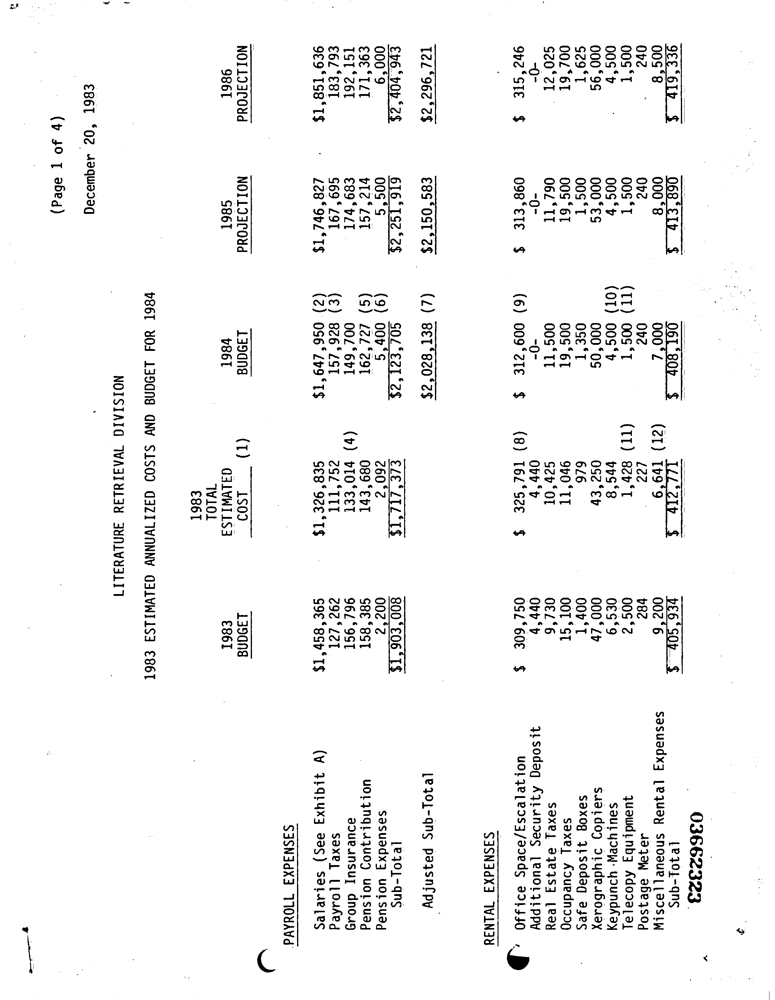 (Page 1 of 4)
December 20, 1983
LITERATURE RETRIEVAL DIVISION
1983 ESTIMATED ANNUALIZED COSTS AND BUDGET FOR 1984
1983 BUDGET 1983 TOTAL ESTIMATED COST (1) 1984 BUDGET 1985 PROJECTION 1986 PROJECTION
PAYROLL EXPENSES
Salaries (See Exhibit A) $1,458,365 $1,326,835 $1,647,950 (2) $1,746,827 $1,851,636
Payroll Taxes 127,262 111,752 157,928 (3) 167,695 183,793
Group Insurance 156,796 133,014 (4) 149,700 174,683 192,151
Pension Contribution 158,385 143,680 162,727 (5) 157,214 171,363
Pension Expenses 2,200 2,092 5,400 (6) 5,500 6,000
Sub-Total $1,903,008 $1,717,373 $2,123,705 $2,251,919 $2,404,943
Adjusted Sub-Total $2,028,138 (7) $2,150,583 $2,296,721
RENTAL EXPENSES
Office Space/Escalation $ 309,750 $ 325,791 (8) $ 312,600 (9) $ 313,860 $ 315,246
Additional Security Deposit 4,440 4,440 -0- -0- -0-
Real Estate Taxes 9,730 10,425 11,500 11,790 12,025
Occupancy Taxes 15,100 11,046 19,500 19,500 19,700
Safe Deposit Boxes 1,400 979 1,350 1,500 1,625
Xerographic Copiers 47,000 43,250 50,000 53,000 56,000
Keypunch Machines 6,530 8,544 4,500 (10) 4,500 4,500
Telecopy Equipment 2,500 1,428 (11) 1,500 (11) 1,500 1,500
Postage Meter 284 227 240 240 240
Miscellaneous Rental Expenses 9,200 6,641 (12) 7,000 8,000 8,500
Sub-Total $ 405,934 $ 412,771 $ 408,190 $ 413,890 $ 419,336
03662323